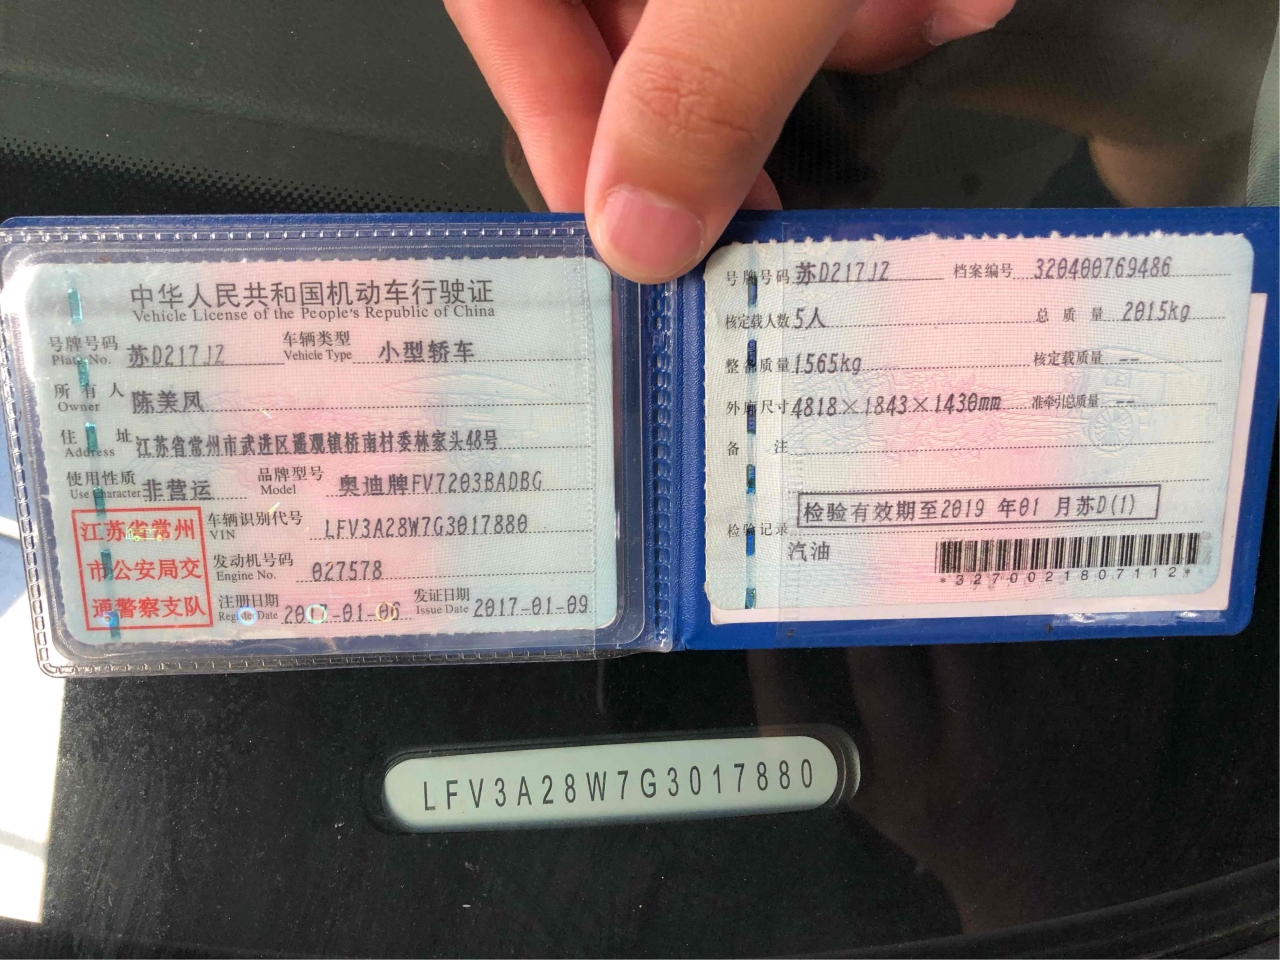 中华人民共和国机动车行驶证
Vehicle License of the People's Republic of China
号牌号码 苏D217JZ 车辆类型 小型轿车
Plate No. Vehicle Type
所有人 陈美凤
Owner
住址 江苏省常州市武进区遥观镇桥南村委林家头48号
Address
使用性质 非营运 品牌型号 奥迪牌FV7203BADBG
Use Character Model
江苏省常州
市公安局交
通警察支队
车辆识别代号 LFV3A28W7G3017880
VIN
发动机号码 027578
Engine No.
注册日期 2017-01-06 发证日期 2017-01-09
Register Date Issue Date
号牌号码 苏D217JZ 档案编号 320400769486
核定载人数 5人 总质量 2015kg
整备质量 1565kg 核定载质量 --
外廓尺寸 4818×1843×1430mm 准牵引总质量 --
备注
检验记录 检验有效期至2019 年01 月苏D(1)
汽油
*3270021807112*
LFV3A28W7G3017880